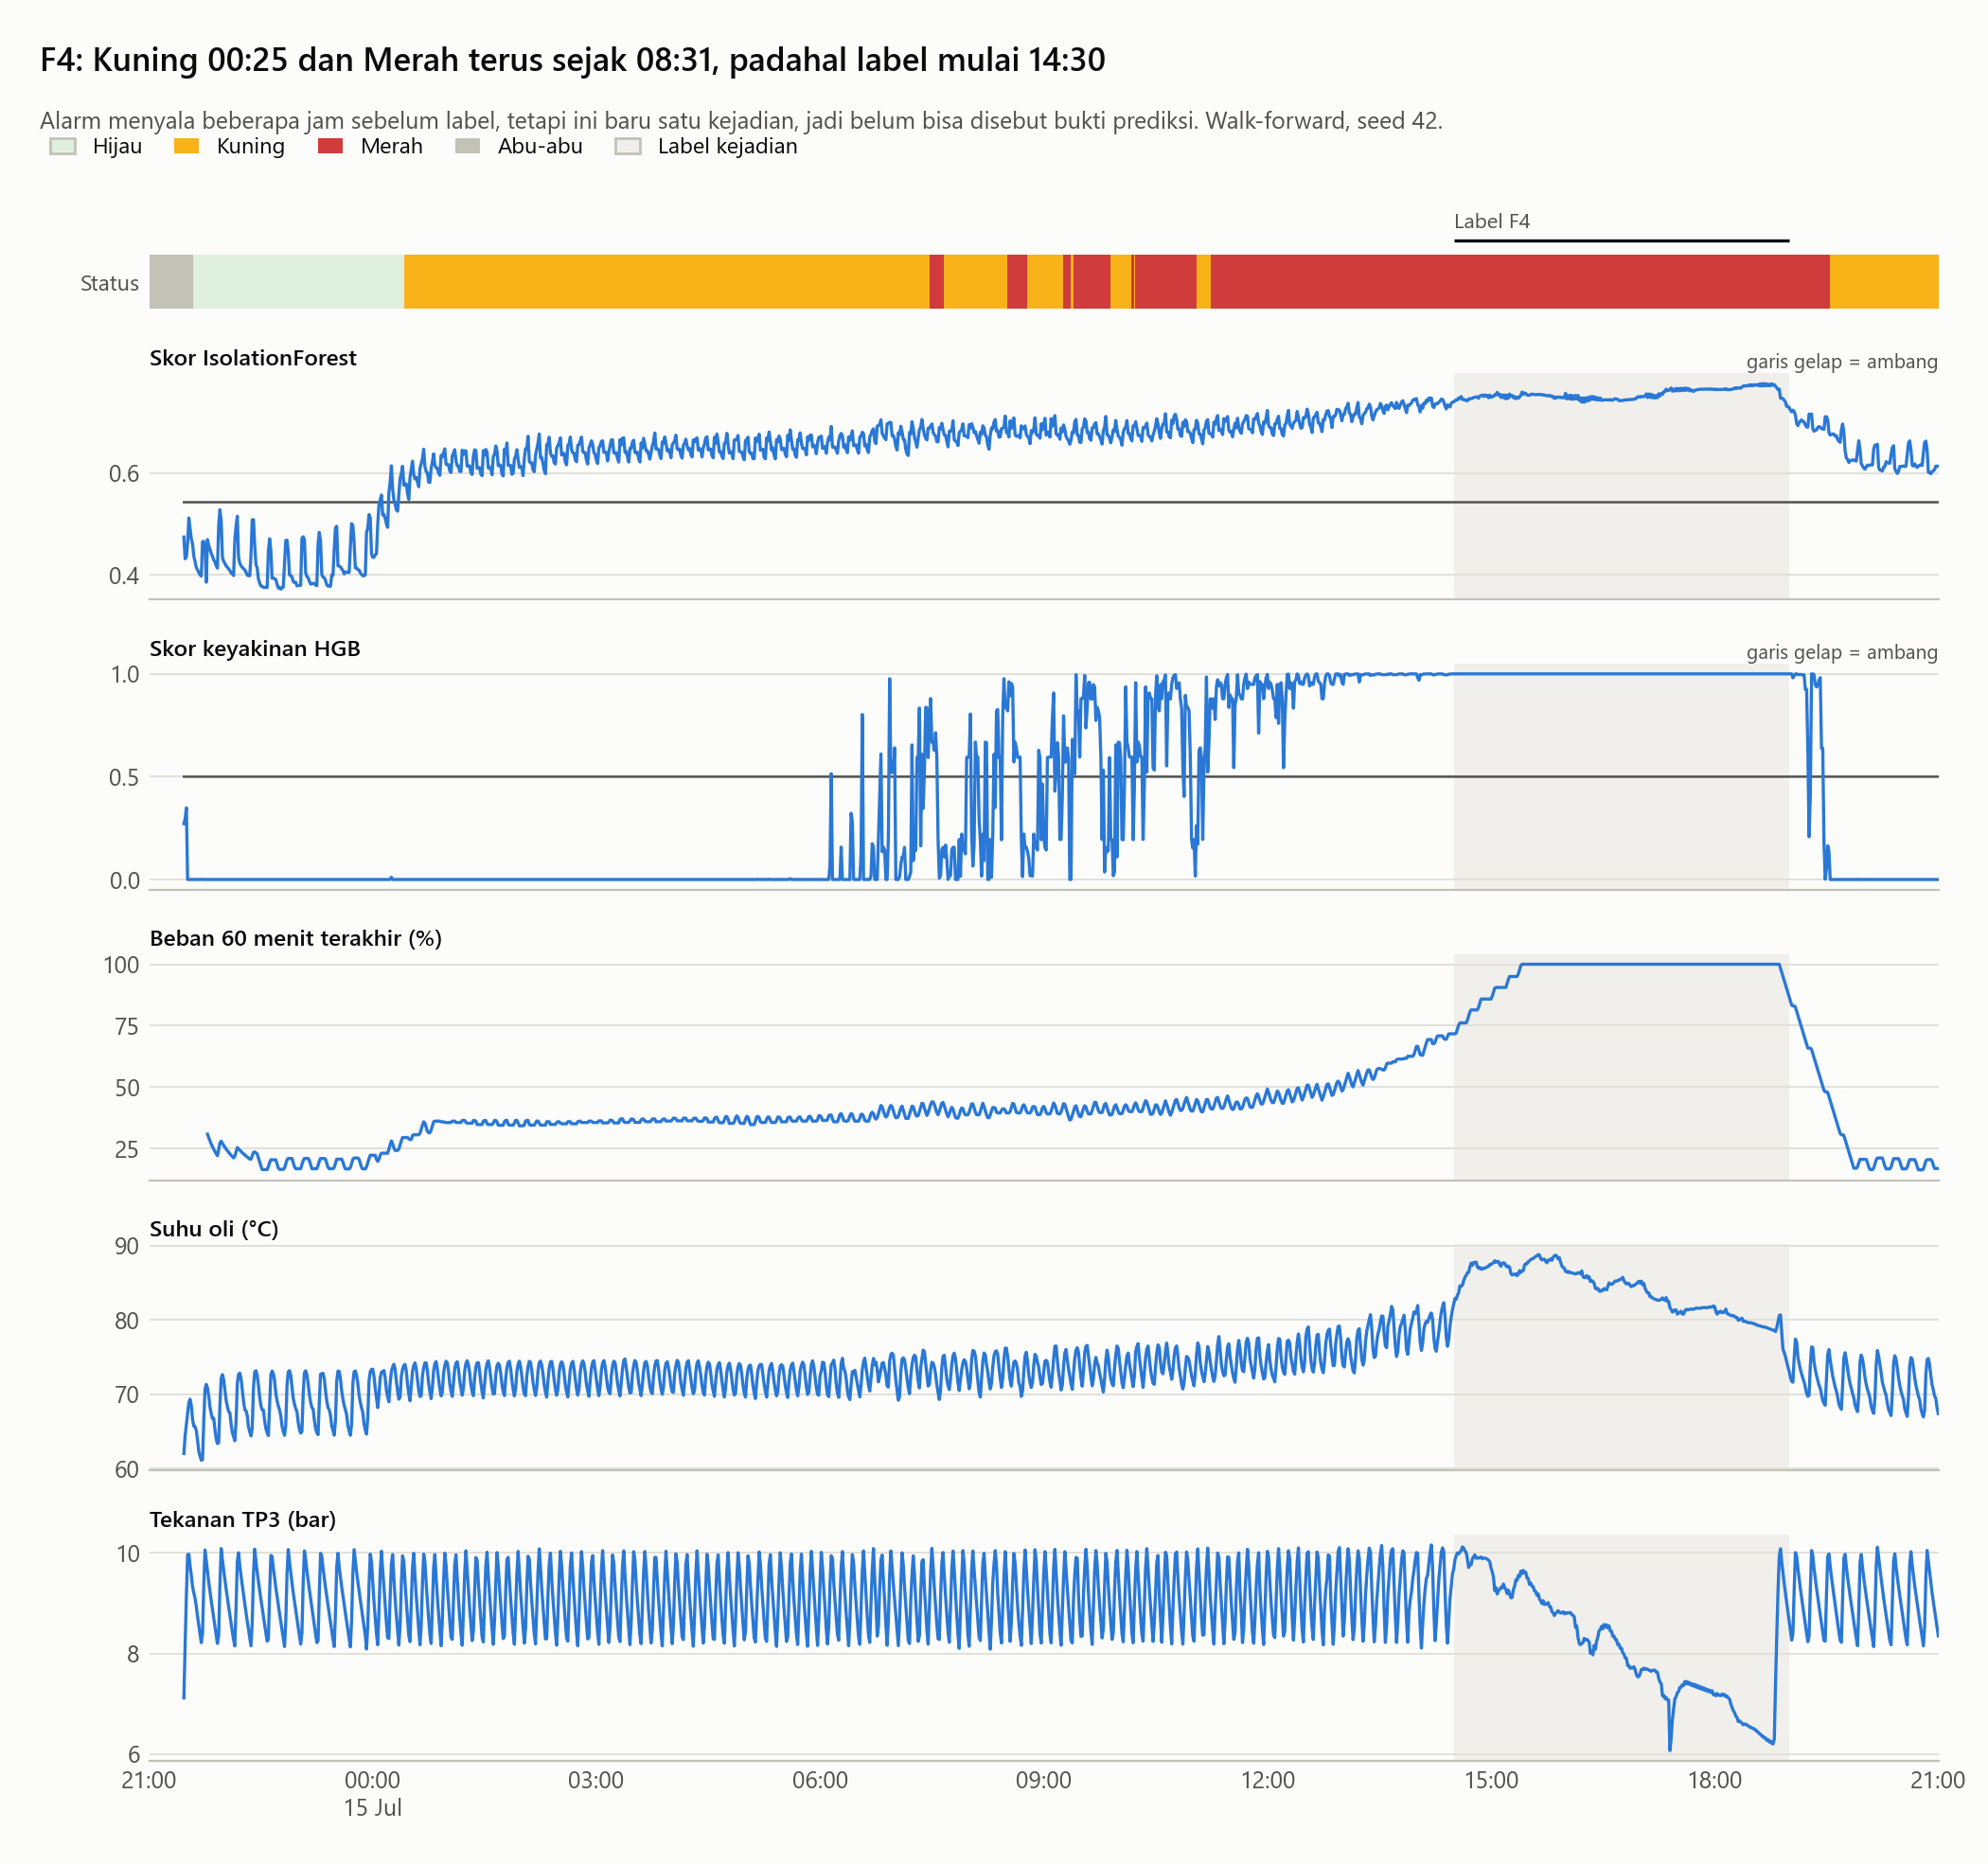 F4: Kuning 00:25 dan Merah terus sejak 08:31, padahal label mulai 14:30
Alarm menyala beberapa jam sebelum label, tetapi ini baru satu kejadian, jadi belum bisa disebut bukti prediksi. Walk-forward, seed 42.
Hijau Kuning Merah Abu-abu Label kejadian
Label F4
Status
Skor IsolationForest garis gelap = ambang
0.6
0.4
Skor keyakinan HGB garis gelap = ambang
1.0
0.5
0.0
Beban 60 menit terakhir (%)
100
75
50
25
Suhu oli (°C)
90
80
70
60
Tekanan TP3 (bar)
10
8
6
21:00 00:00 03:00 06:00 09:00 12:00 15:00 18:00 21:00
15 Jul